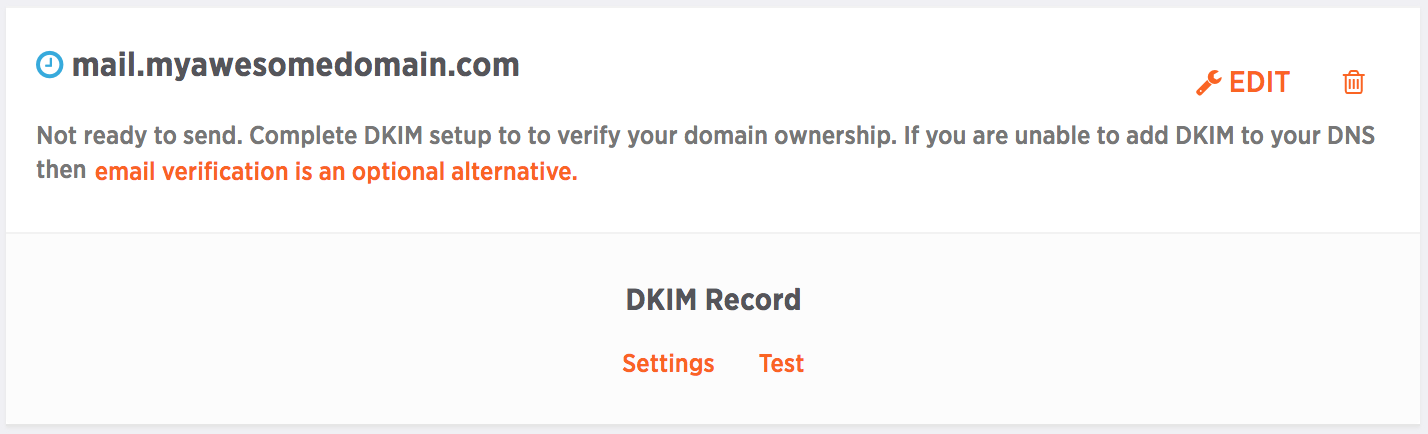 mail.myawesomedomain.com
EDIT
Not ready to send. Complete DKIM setup to to verify your domain ownership. If you are unable to add DKIM to your DNS
then email verification is an optional alternative.
DKIM Record
Settings Test